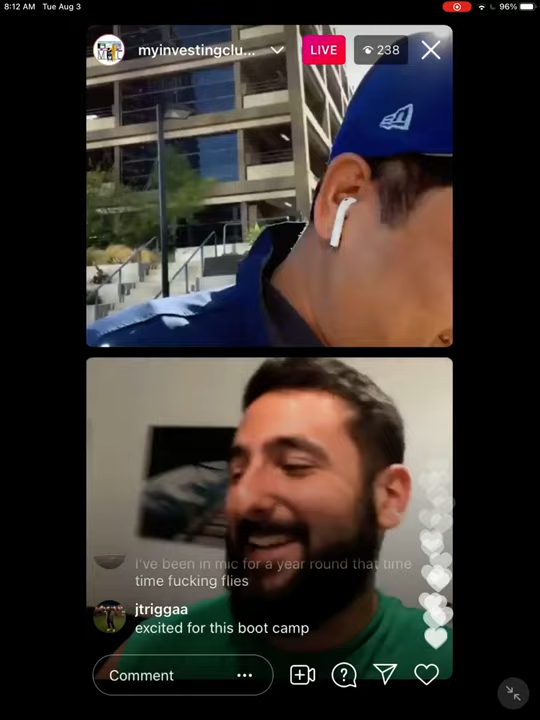 8:12 AM Tue Aug 3
96%
myinvestingclu...
LIVE
238
I've been in mic for a year round that time
time fucking flies
jtriggaa
excited for this boot camp
Comment